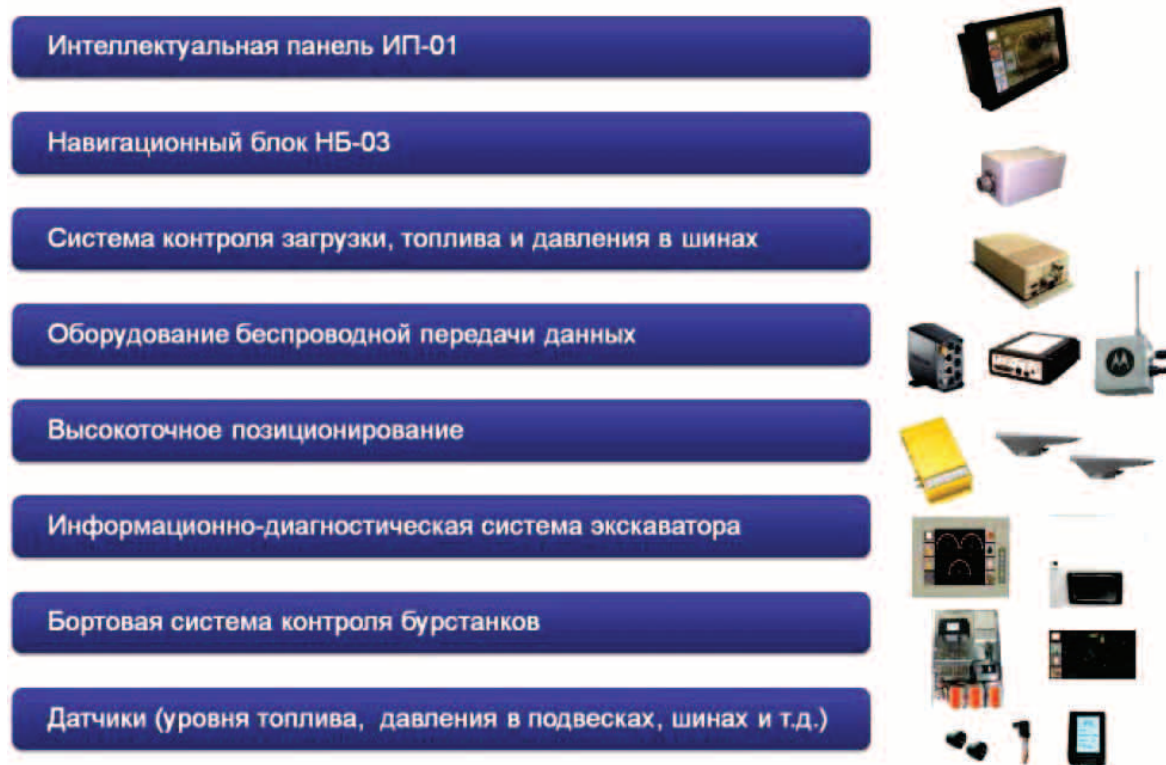 Интеллектуальная панель ИП-01
Навигационный блок НБ-03
Система контроля загрузки, топлива и давления в шинах
Оборудование беспроводной передачи данных
Высокоточное позиционирование
Информационно-диагностическая система экскаватора
Бортовая система контроля бурстанков
Датчики (уровня топлива, давления в подвесках, шинах и т.д.)